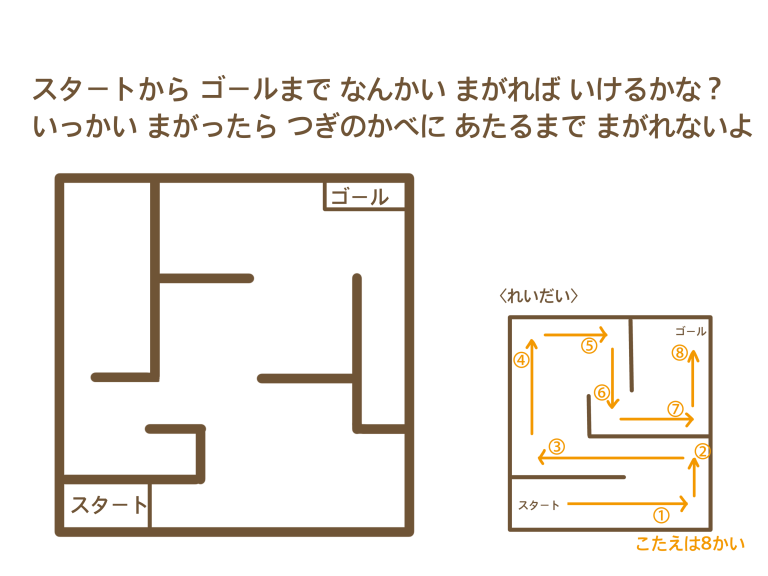 スタートから ゴールまで なんかい まがれば いけるかな？
いっかい まがったら つぎのかべに あたるまで まがれないよ
ゴール
スタート
〈れいだい〉
ゴール
⑤
④
⑧
⑥
⑦
③
②
スタート
①
こたえは8かい